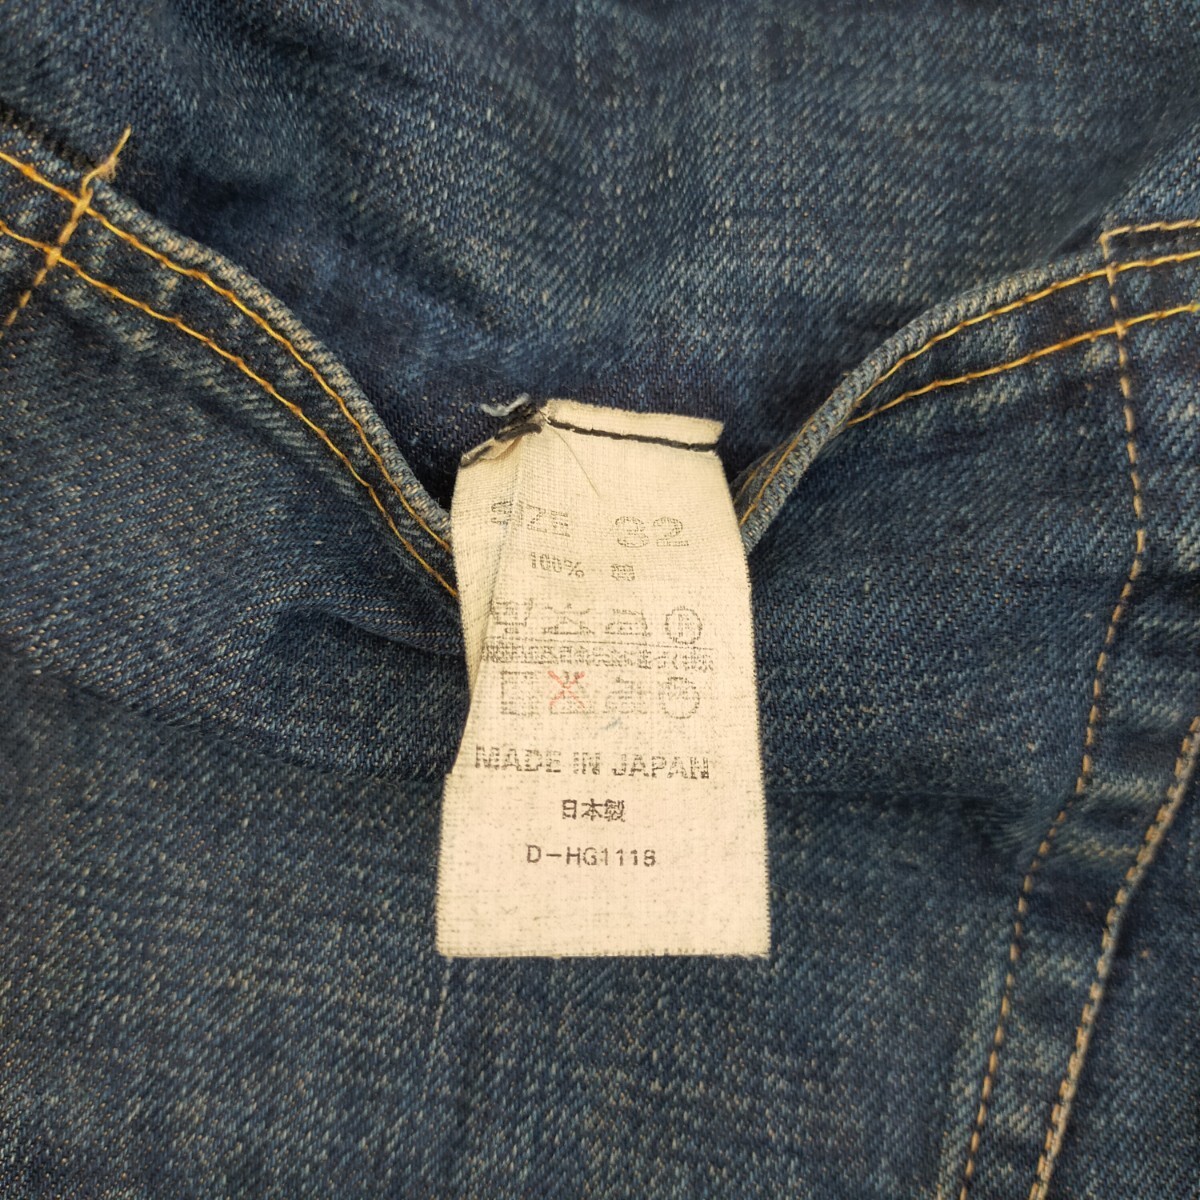 SIZE 32
100% 綿
MADE IN JAPAN
日本製
D-HG1118